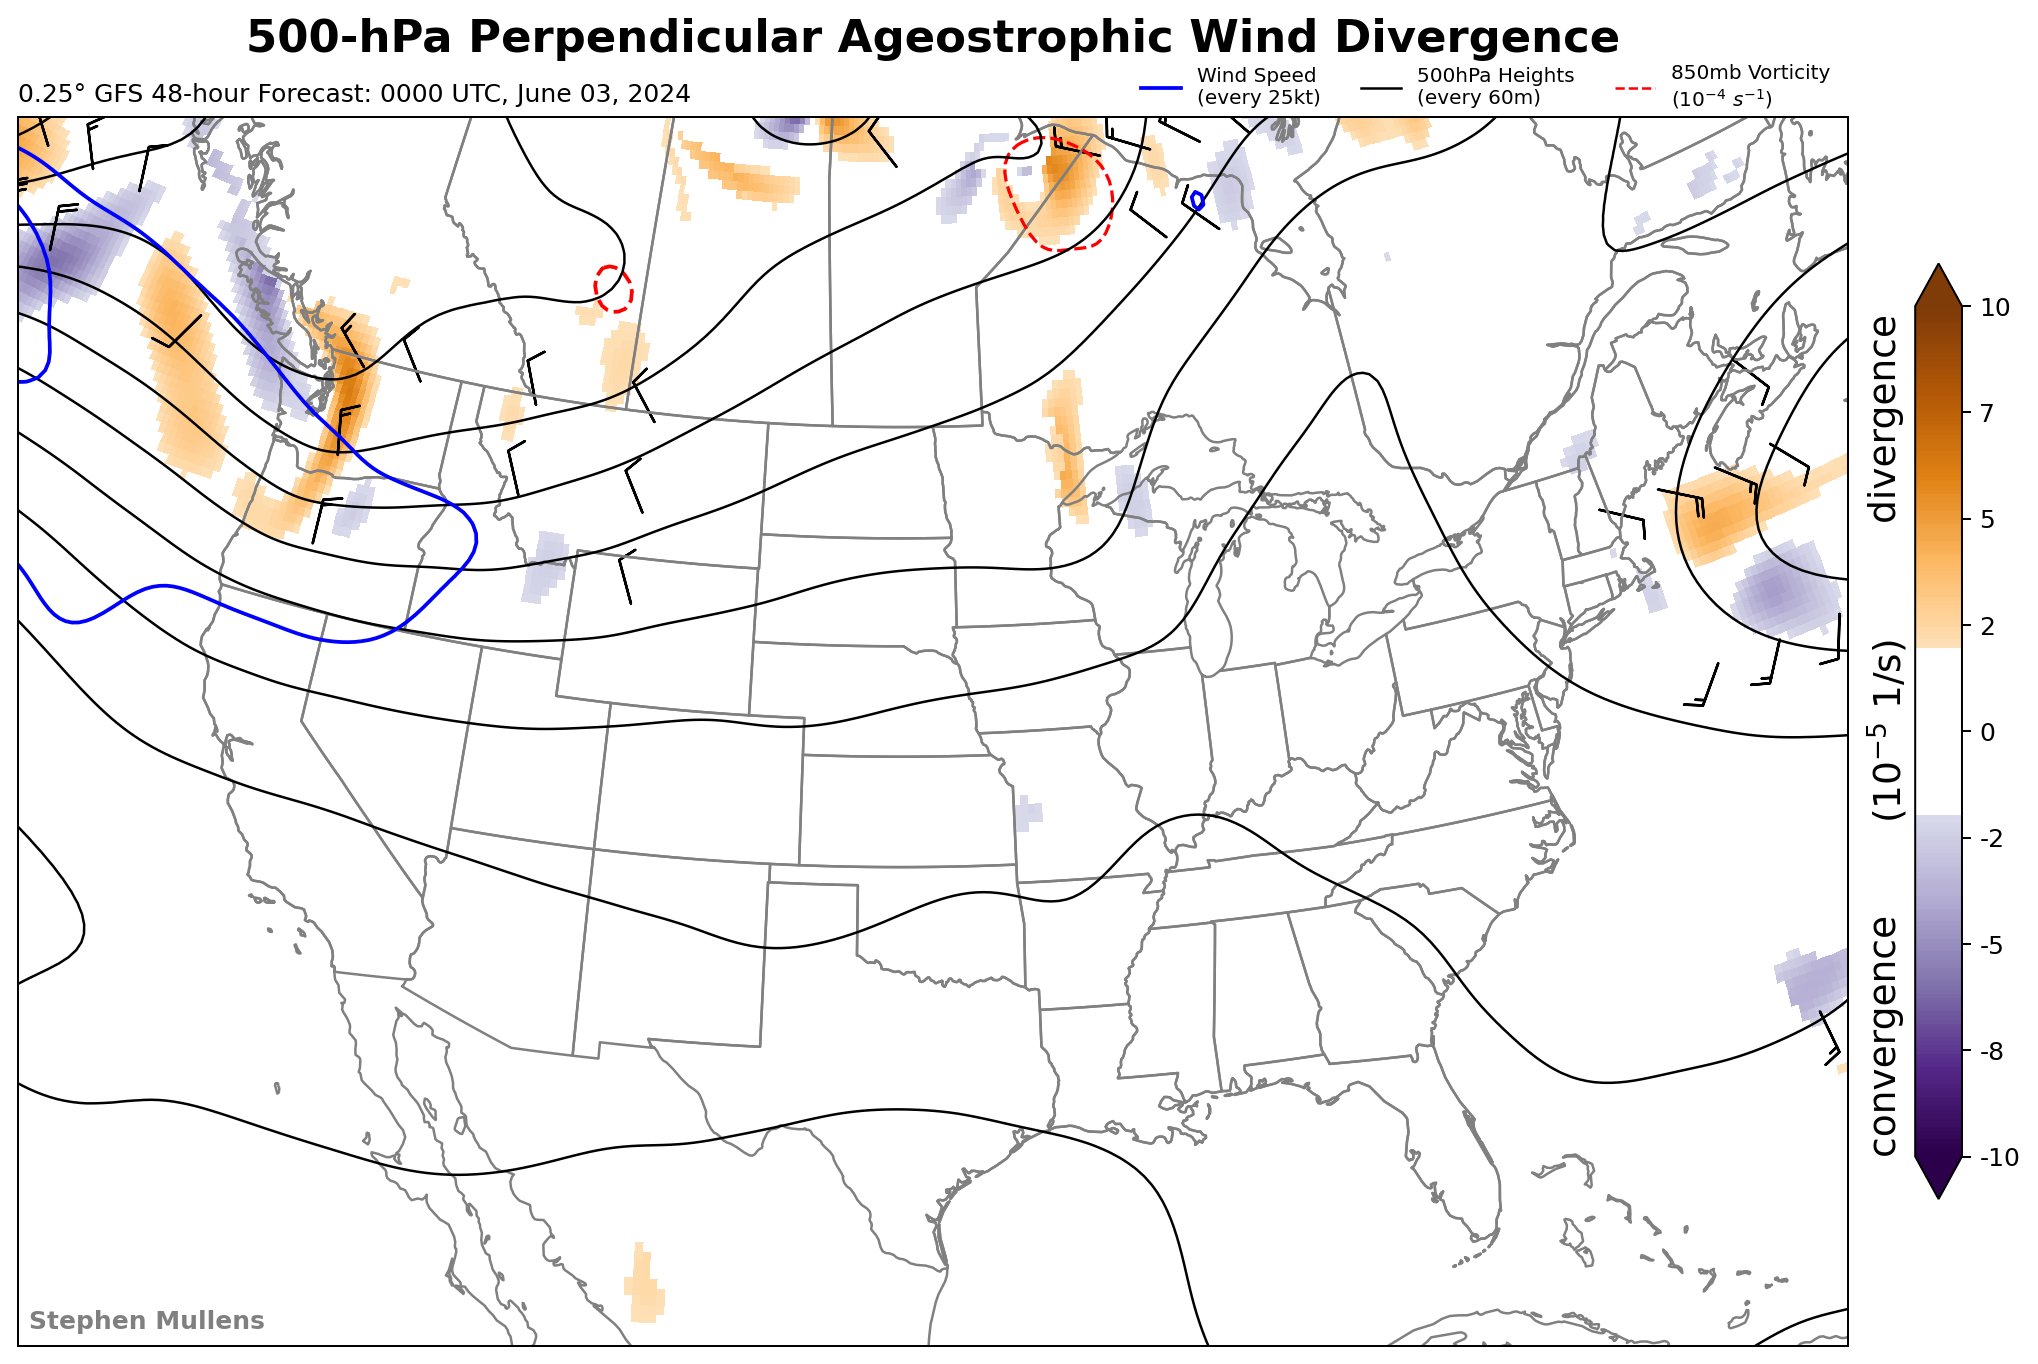 500-hPa Perpendicular Ageostrophic Wind Divergence
0.25° GFS 48-hour Forecast: 0000 UTC, June 03, 2024
Wind Speed
(every 25kt)
500hPa Heights
(every 60m)
850mb Vorticity
(10⁻⁴ s⁻¹)
10
7
5
2
0
-2
-5
-8
-10
convergence (10⁻⁵ 1/s) divergence
Stephen Mullens